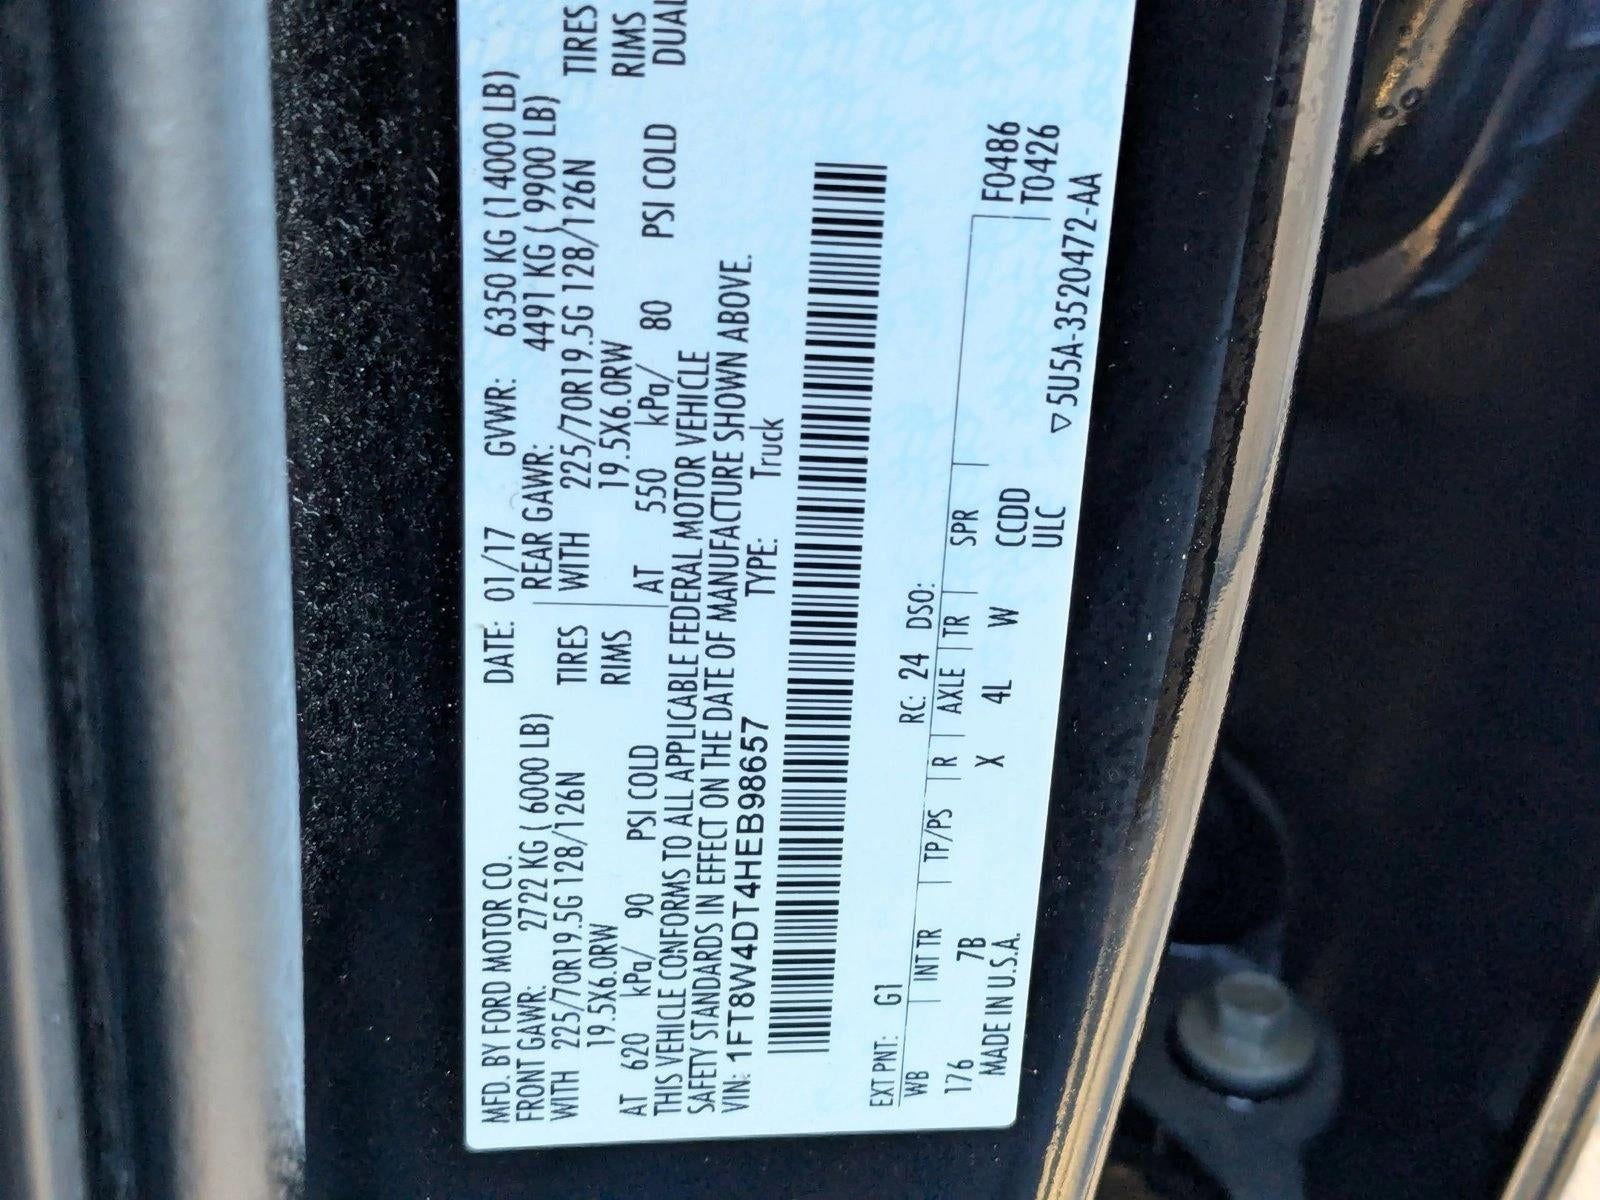 MFD. BY FORD MOTOR CO. DATE: 01/17 GVWR: 6350 KG (14000 LB)
FRONT GAWR: 2722 KG ( 6000 LB) REAR GAWR: 4491 KG ( 9900 LB)
WITH 225/70R19.5G 128/126N TIRES WITH 225/70R19.5G 128/126N TIRES
19.5X6.0RW RIMS 19.5X6.0RW RIMS
AT 620 kPa/ 90 PSI COLD AT 550 kPa/ 80 PSI COLD DUAL
THIS VEHICLE CONFORMS TO ALL APPLICABLE FEDERAL MOTOR VEHICLE
SAFETY STANDARDS IN EFFECT ON THE DATE OF MANUFACTURE SHOWN ABOVE.
VIN: 1FT8W4DT4HEB98657 TYPE: Truck
EXT PNT: G1 RC: 24 DSO:
WB INT TR TP/PS R AXLE TR SPR F0486
176 7B X 4L W CCDD T0426
MADE IN U.S.A. ULC ▽5U5A-3520472-AA